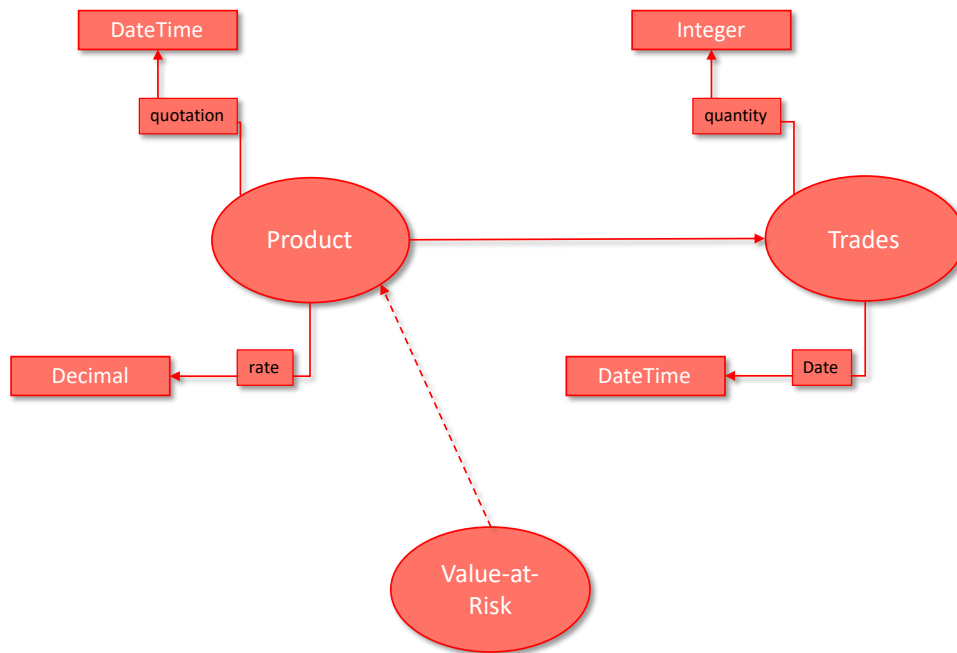 DateTime
Integer
quotation
quantity
Product
Trades
Decimal
rate
DateTime
Date
Value-at-
Risk